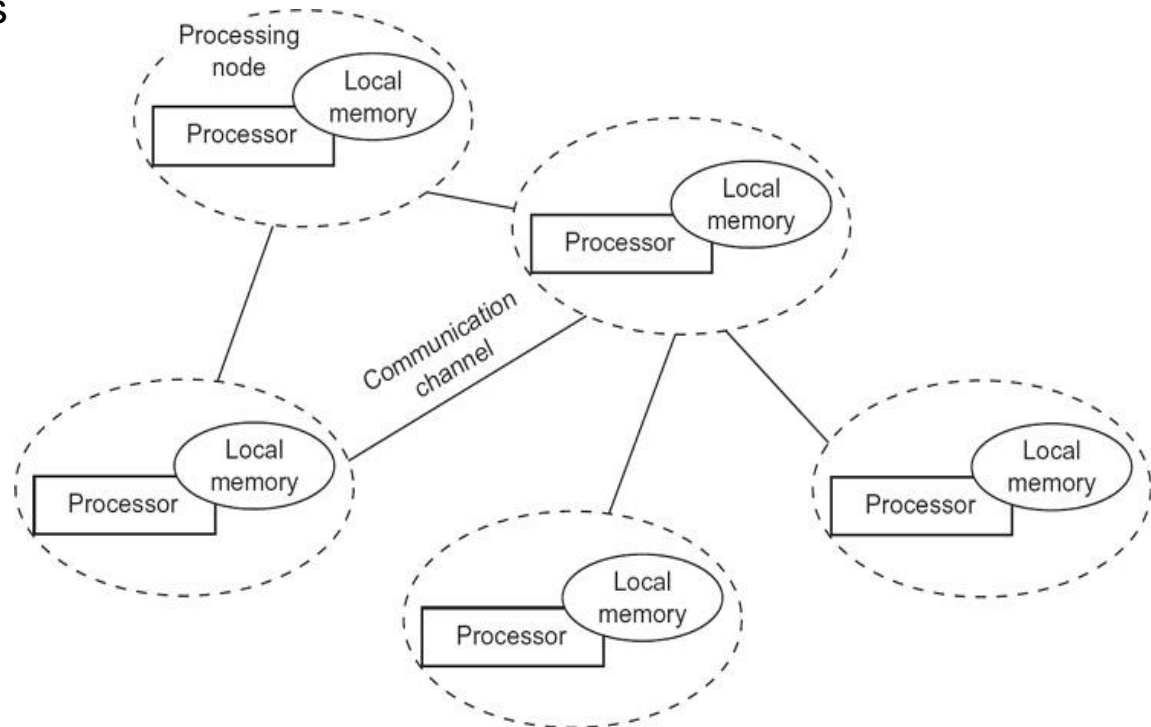 s
Processing
node
Local
memory
Processor
Local
memory
Processor
Communication
channel
Local
memory
Processor
Local
memory
Processor
Local
memory
Processor